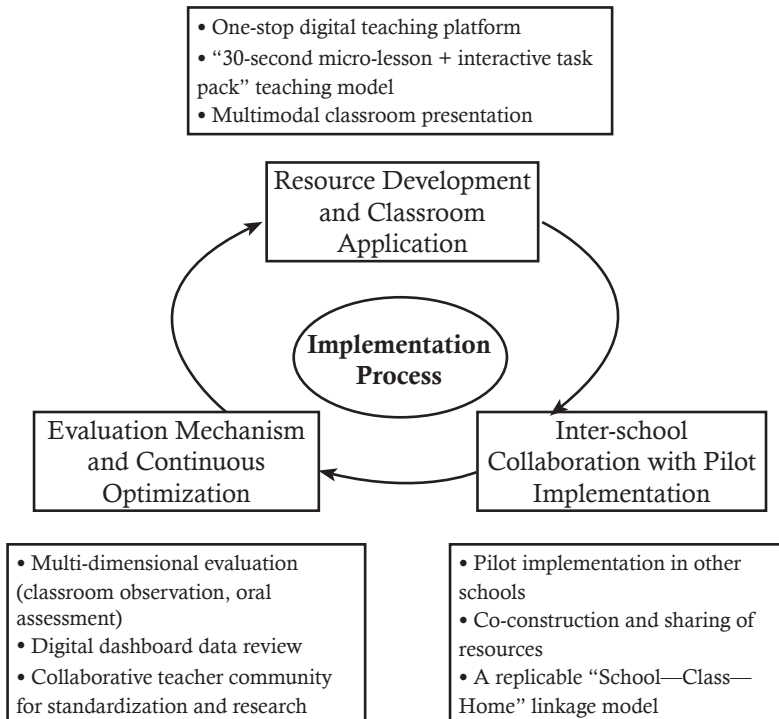 • One-stop digital teaching platform
• “30-second micro-lesson + interactive task
pack” teaching model
• Multimodal classroom presentation
Resource Development
and Classroom
Application
Implementation
Process
Evaluation Mechanism
and Continuous
Optimization
Inter-school
Collaboration with Pilot
Implementation
• Multi-dimensional evaluation
(classroom observation, oral
assessment)
• Digital dashboard data review
• Collaborative teacher community
for standardization and research
• Pilot implementation in other
schools
• Co-construction and sharing of
resources
• A replicable “School—Class—
Home” linkage model